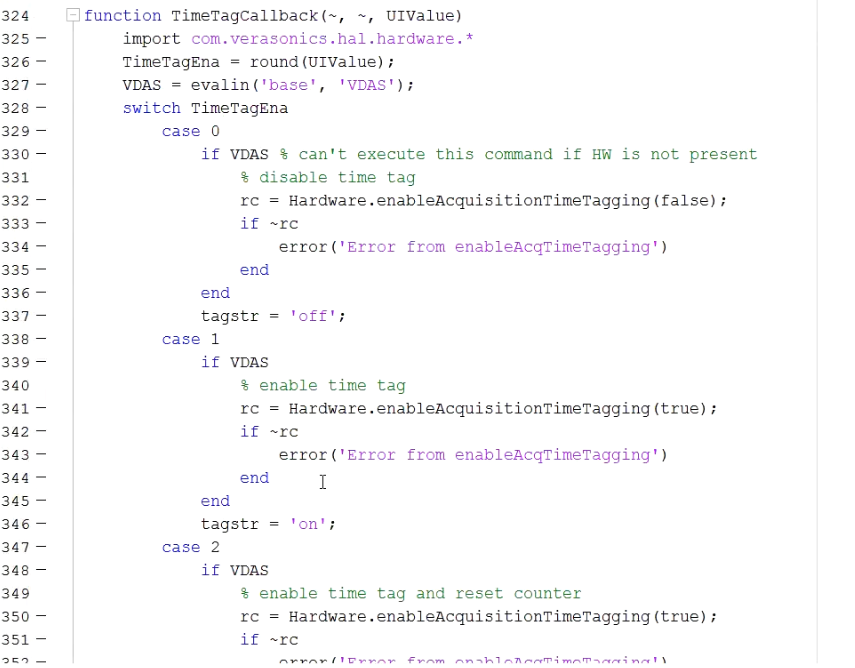 324 function TimeTagCallback(~, ~, UIValue)
325 – import com.verasonics.hal.hardware.*
326 – TimeTagEna = round(UIValue);
327 – VDAS = evalin('base', 'VDAS');
328 – switch TimeTagEna
329 – case 0
330 – if VDAS % can't execute this command if HW is not present
331 % disable time tag
332 – rc = Hardware.enableAcquisitionTimeTagging(false);
333 – if ~rc
334 – error('Error from enableAcqTimeTagging')
335 – end
336 – end
337 – tagstr = 'off';
338 – case 1
339 – if VDAS
340 % enable time tag
341 – rc = Hardware.enableAcquisitionTimeTagging(true);
342 – if ~rc
343 – error('Error from enableAcqTimeTagging')
344 – end
345 – end
346 – tagstr = 'on';
347 – case 2
348 – if VDAS
349 % enable time tag and reset counter
350 – rc = Hardware.enableAcquisitionTimeTagging(true);
351 – if ~rc
352 – error('Error from enableAcqTimeTagging')